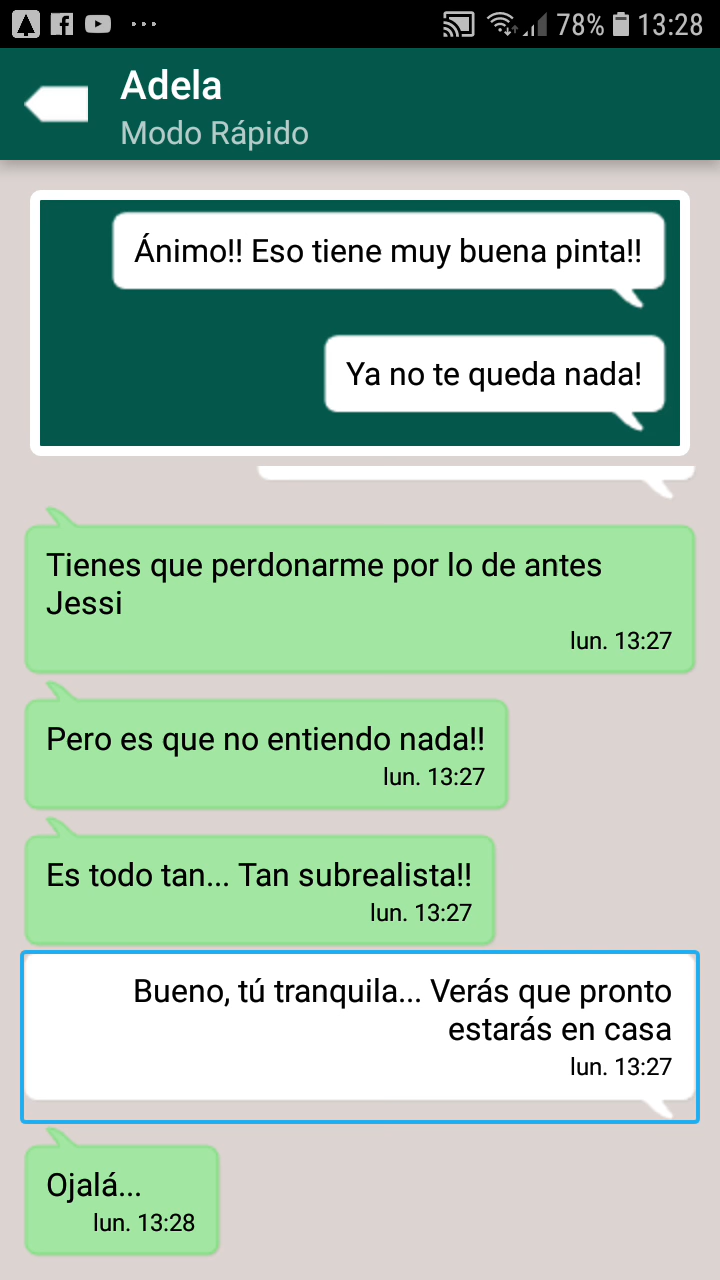 78% 13:28
Adela
Modo Rápido
Ánimo!! Eso tiene muy buena pinta!!
Ya no te queda nada!
Tienes que perdonarme por lo de antes
Jessi
lun. 13:27
Pero es que no entiendo nada!!
lun. 13:27
Es todo tan... Tan subrealista!!
lun. 13:27
Bueno, tú tranquila... Verás que pronto
estarás en casa
lun. 13:27
Ojalá...
lun. 13:28